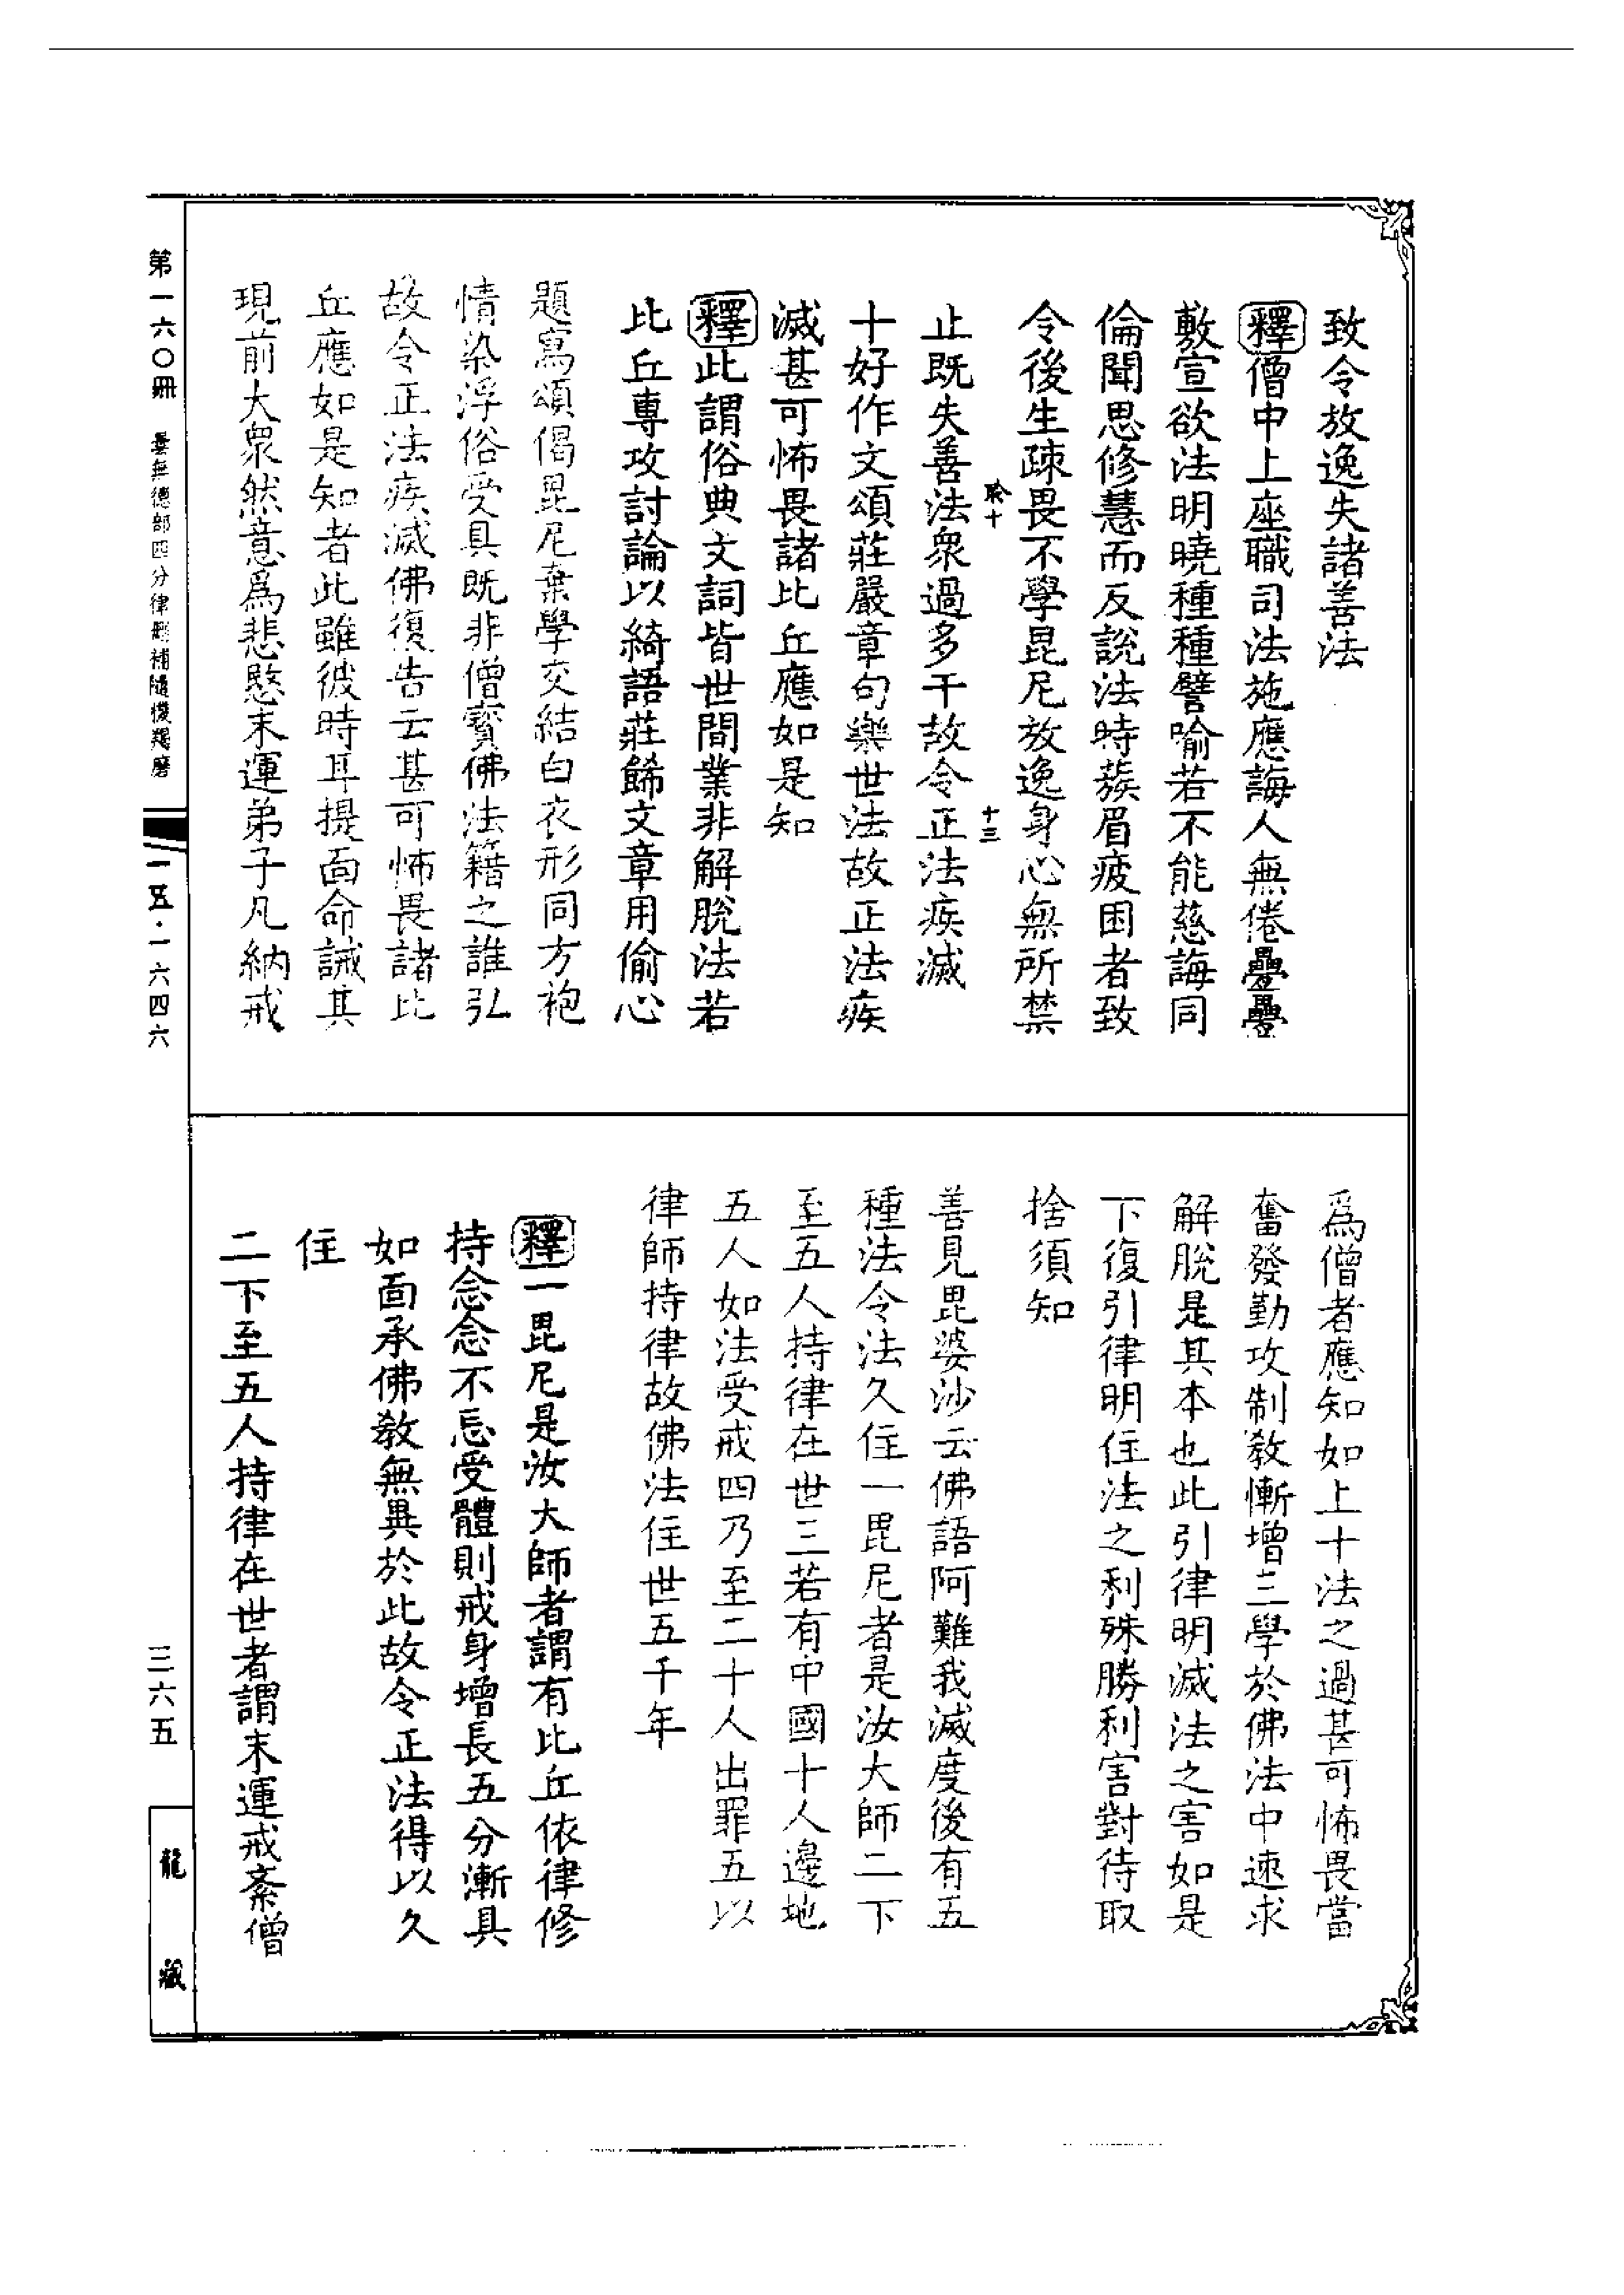 致令放逸失諸善法
釋僧中上座職司法施應誨人無倦疊疊
敷宣欲法明曉種種譬喻若不能慈誨同
倫聞思修慧而反說法時蔟眉疲困者致
令後生疎畏不學毘尼放逸身心無所禁
聆十
十三
止既失善法衆過多干故令正法疾滅
十好作文頌莊嚴章句樂世法故正法疾
滅甚可怖畏諸比丘應如是知
釋此謂俗典文詞皆世間業非解脫法若
比丘專攻討論以綺語莊餙文章用偷心
題寫頌偈毘尼棄學交結白衣形同方袍
情染浮俗受具既非僧寶佛法籍之誰弘
故令正法疾滅佛復告云甚可怖畏諸比
丘應如是知者此雖彼時耳提面命誡其
現前大衆然意爲悲愍末運弟子凡納戒
爲僧者應知如上十法之過甚可怖畏當
奮發勤攻制教慚增三學於佛法中速求
解脫是其本也此引律明滅法之害如是
下復引律明住法之利殊勝利害對待取
捨須知
善見毘婆沙云佛語阿難我滅度後有五
種法令法久住一毘尼者是汝大師二下
至五人持律在世三若有中國十人邊地
五人如法受戒四乃至二十人出罪五以
律師持律故佛法住世五千年
釋一毘尼是汝大師者謂有比丘依律修
持念念不忘受體則戒身增長五分漸具
如面承佛教無異於此故令正法得以久
住
二下至五人持律在世者謂末運戒紊僧
第一六〇冊 曇無德部四分律刪補隨機羯磨
一五·一六四六
三六五
龍藏